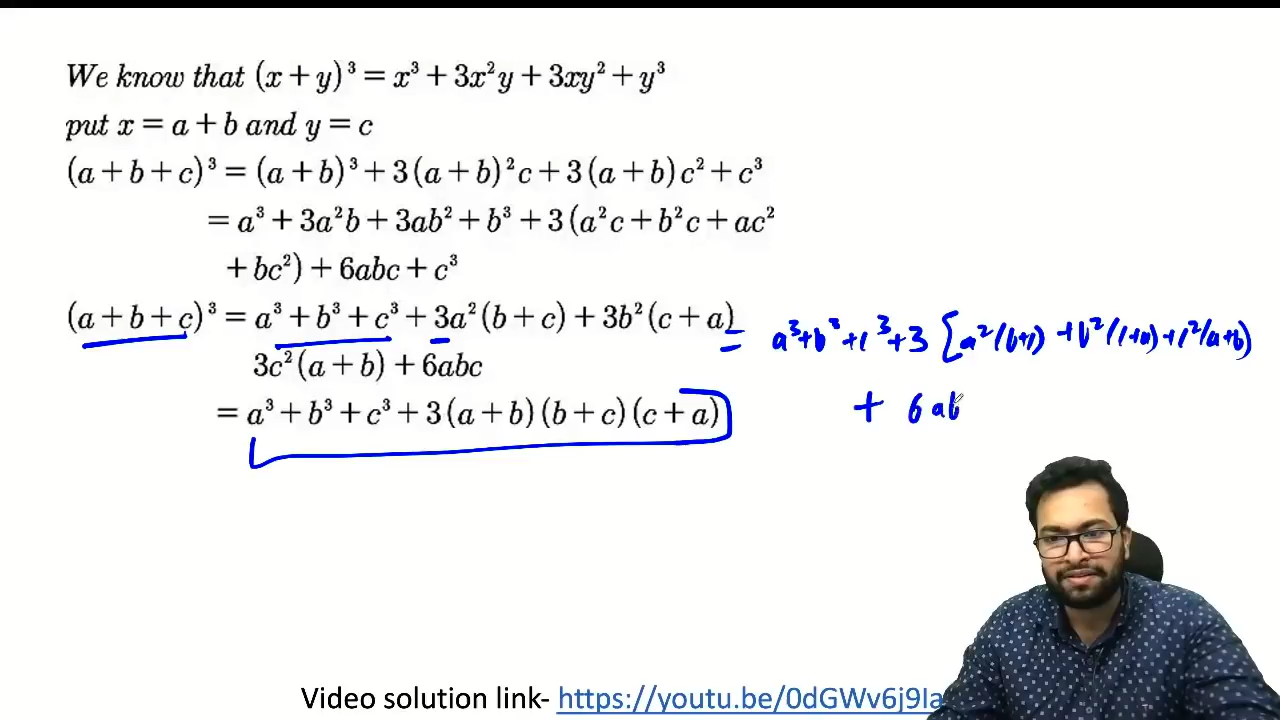 We know that (x + y)³ = x³ + 3x²y + 3xy² + y³
put x = a + b and y = c
(a + b + c)³ = (a + b)³ + 3(a + b)²c + 3(a + b)c² + c³
= a³ + 3a²b + 3ab² + b³ + 3(a²c + b²c + ac²
+ bc²) + 6abc + c³
(a + b + c)³ = a³ + b³ + c³ + 3a²(b + c) + 3b²(c + a)
= a³+b³+c³+3[a²(b+c)+b²(c+a)+c²(a+b)
3c²(a + b) + 6abc
= a³ + b³ + c³ + 3(a + b)(b + c)(c + a)
+ 6ab
Video solution link- https://youtu.be/0dGWv6j9Ia